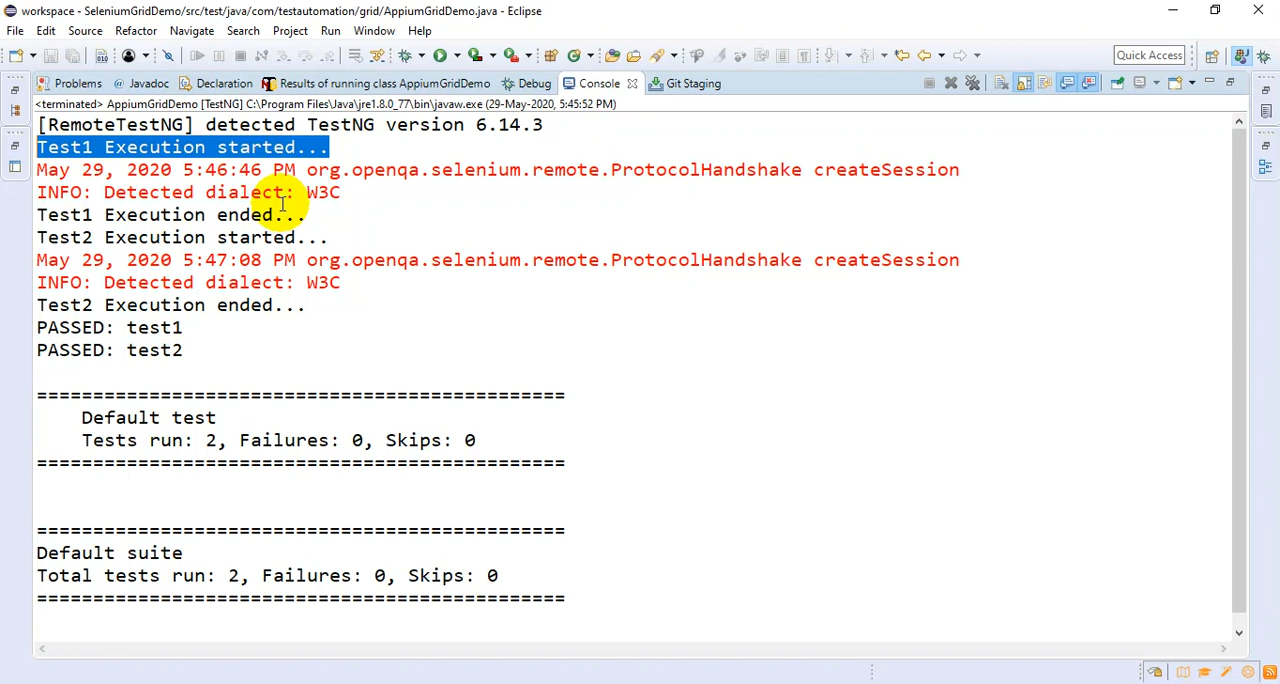 workspace - SeleniumGridDemo/src/test/java/com/testautomation/grid/AppiumGridDemo.java - Eclipse
File Edit Source Refactor Navigate Search Project Run Window Help
Quick Access
Problems Javadoc Declaration Results of running class AppiumGridDemo Debug Console Git Staging
<terminated> AppiumGridDemo [TestNG] C:\Program Files\Java\jre1.8.0_77\bin\javaw.exe (29-May-2020, 5:45:52 PM)
[RemoteTestNG] detected TestNG version 6.14.3
Test1 Execution started...
May 29, 2020 5:46:46 PM org.openqa.selenium.remote.ProtocolHandshake createSession
INFO: Detected dialect: W3C
Test1 Execution ended...
Test2 Execution started...
May 29, 2020 5:47:08 PM org.openqa.selenium.remote.ProtocolHandshake createSession
INFO: Detected dialect: W3C
Test2 Execution ended...
PASSED: test1
PASSED: test2
===============================================
Default test
Tests run: 2, Failures: 0, Skips: 0
===============================================
===============================================
Default suite
Total tests run: 2, Failures: 0, Skips: 0
===============================================